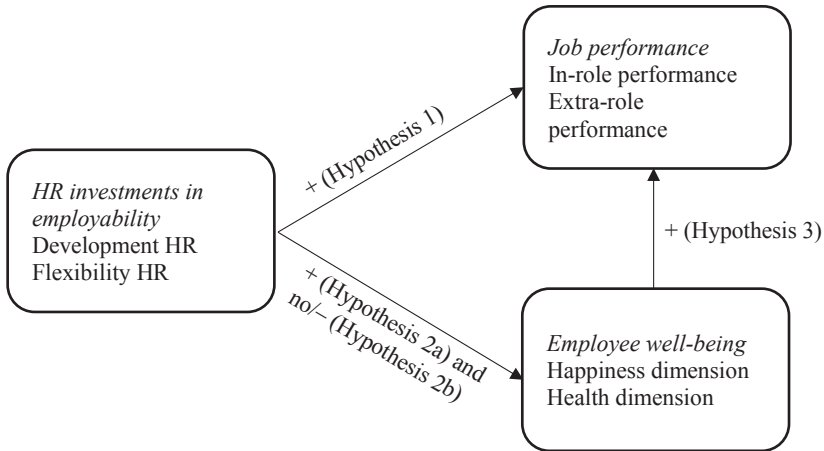 Job performance
In-role performance
Extra-role
performance
+ (Hypothesis 1)
HR investments in
employability
Development HR
Flexibility HR
+ (Hypothesis 3)
+ (Hypothesis 2a) and
no/– (Hypothesis 2b)
Employee well-being
Happiness dimension
Health dimension